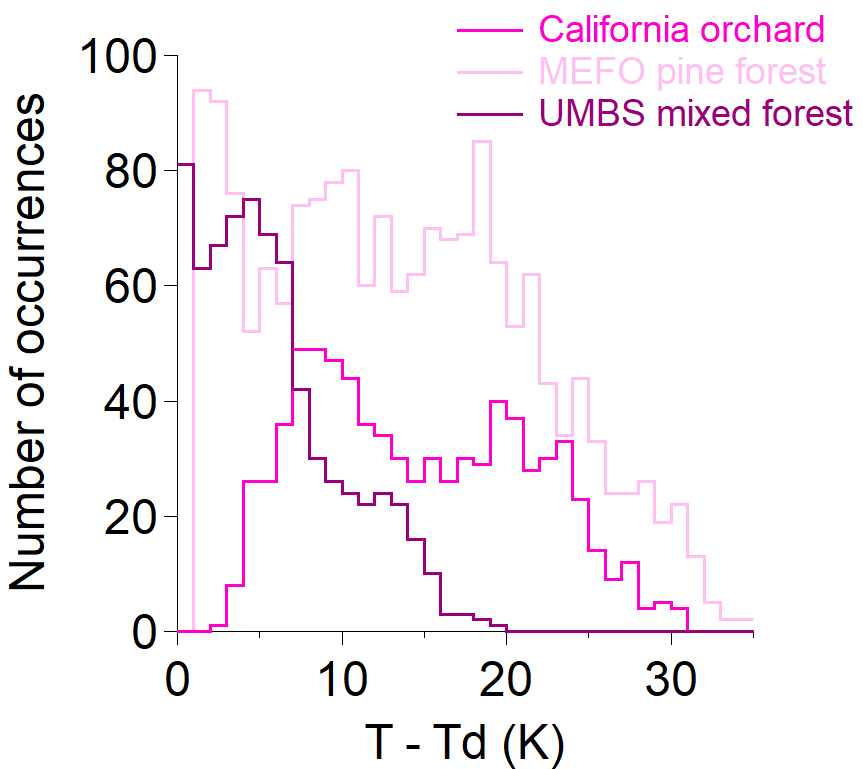 California orchard
MEFO pine forest
UMBS mixed forest
100
80
60
40
20
0
Number of occurrences
0 10 20 30
T - Td (K)